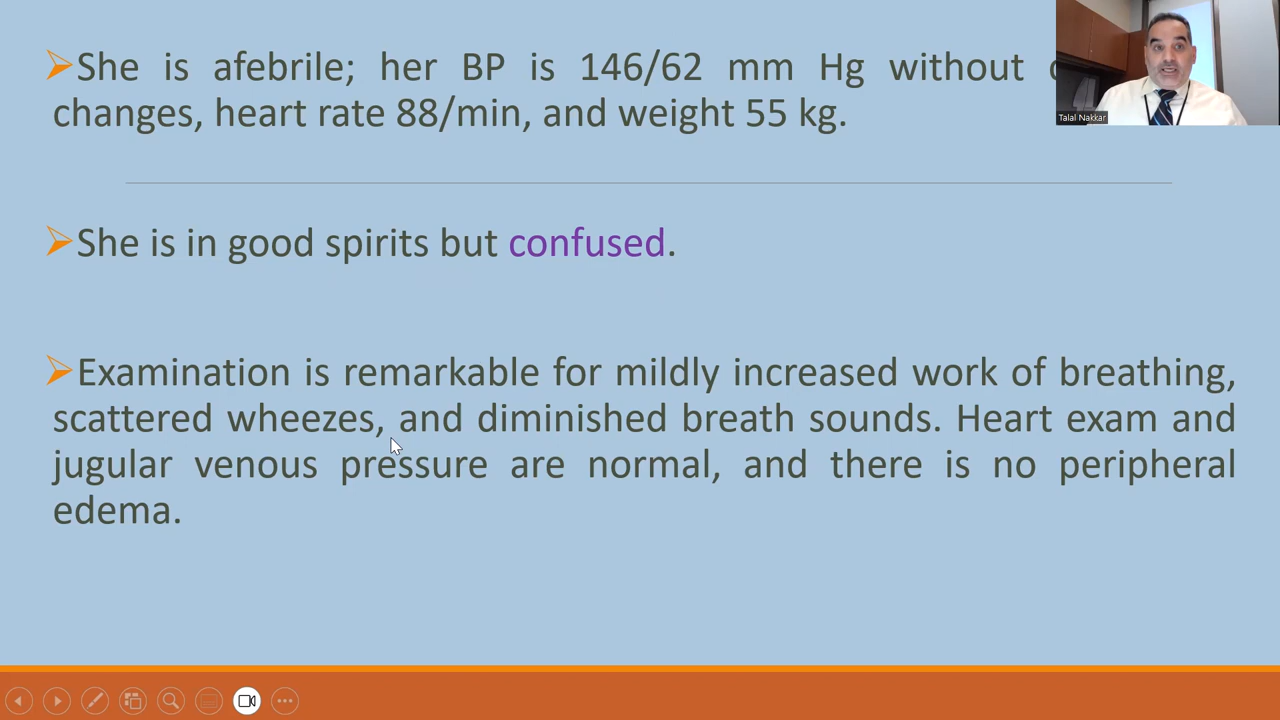 ➢She is afebrile; her BP is 146/62 mm Hg without
changes, heart rate 88/min, and weight 55 kg.
Talal Nakkar
➢She is in good spirits but confused.
➢Examination is remarkable for mildly increased work of breathing,
scattered wheezes, and diminished breath sounds. Heart exam and
jugular venous pressure are normal, and there is no peripheral
edema.